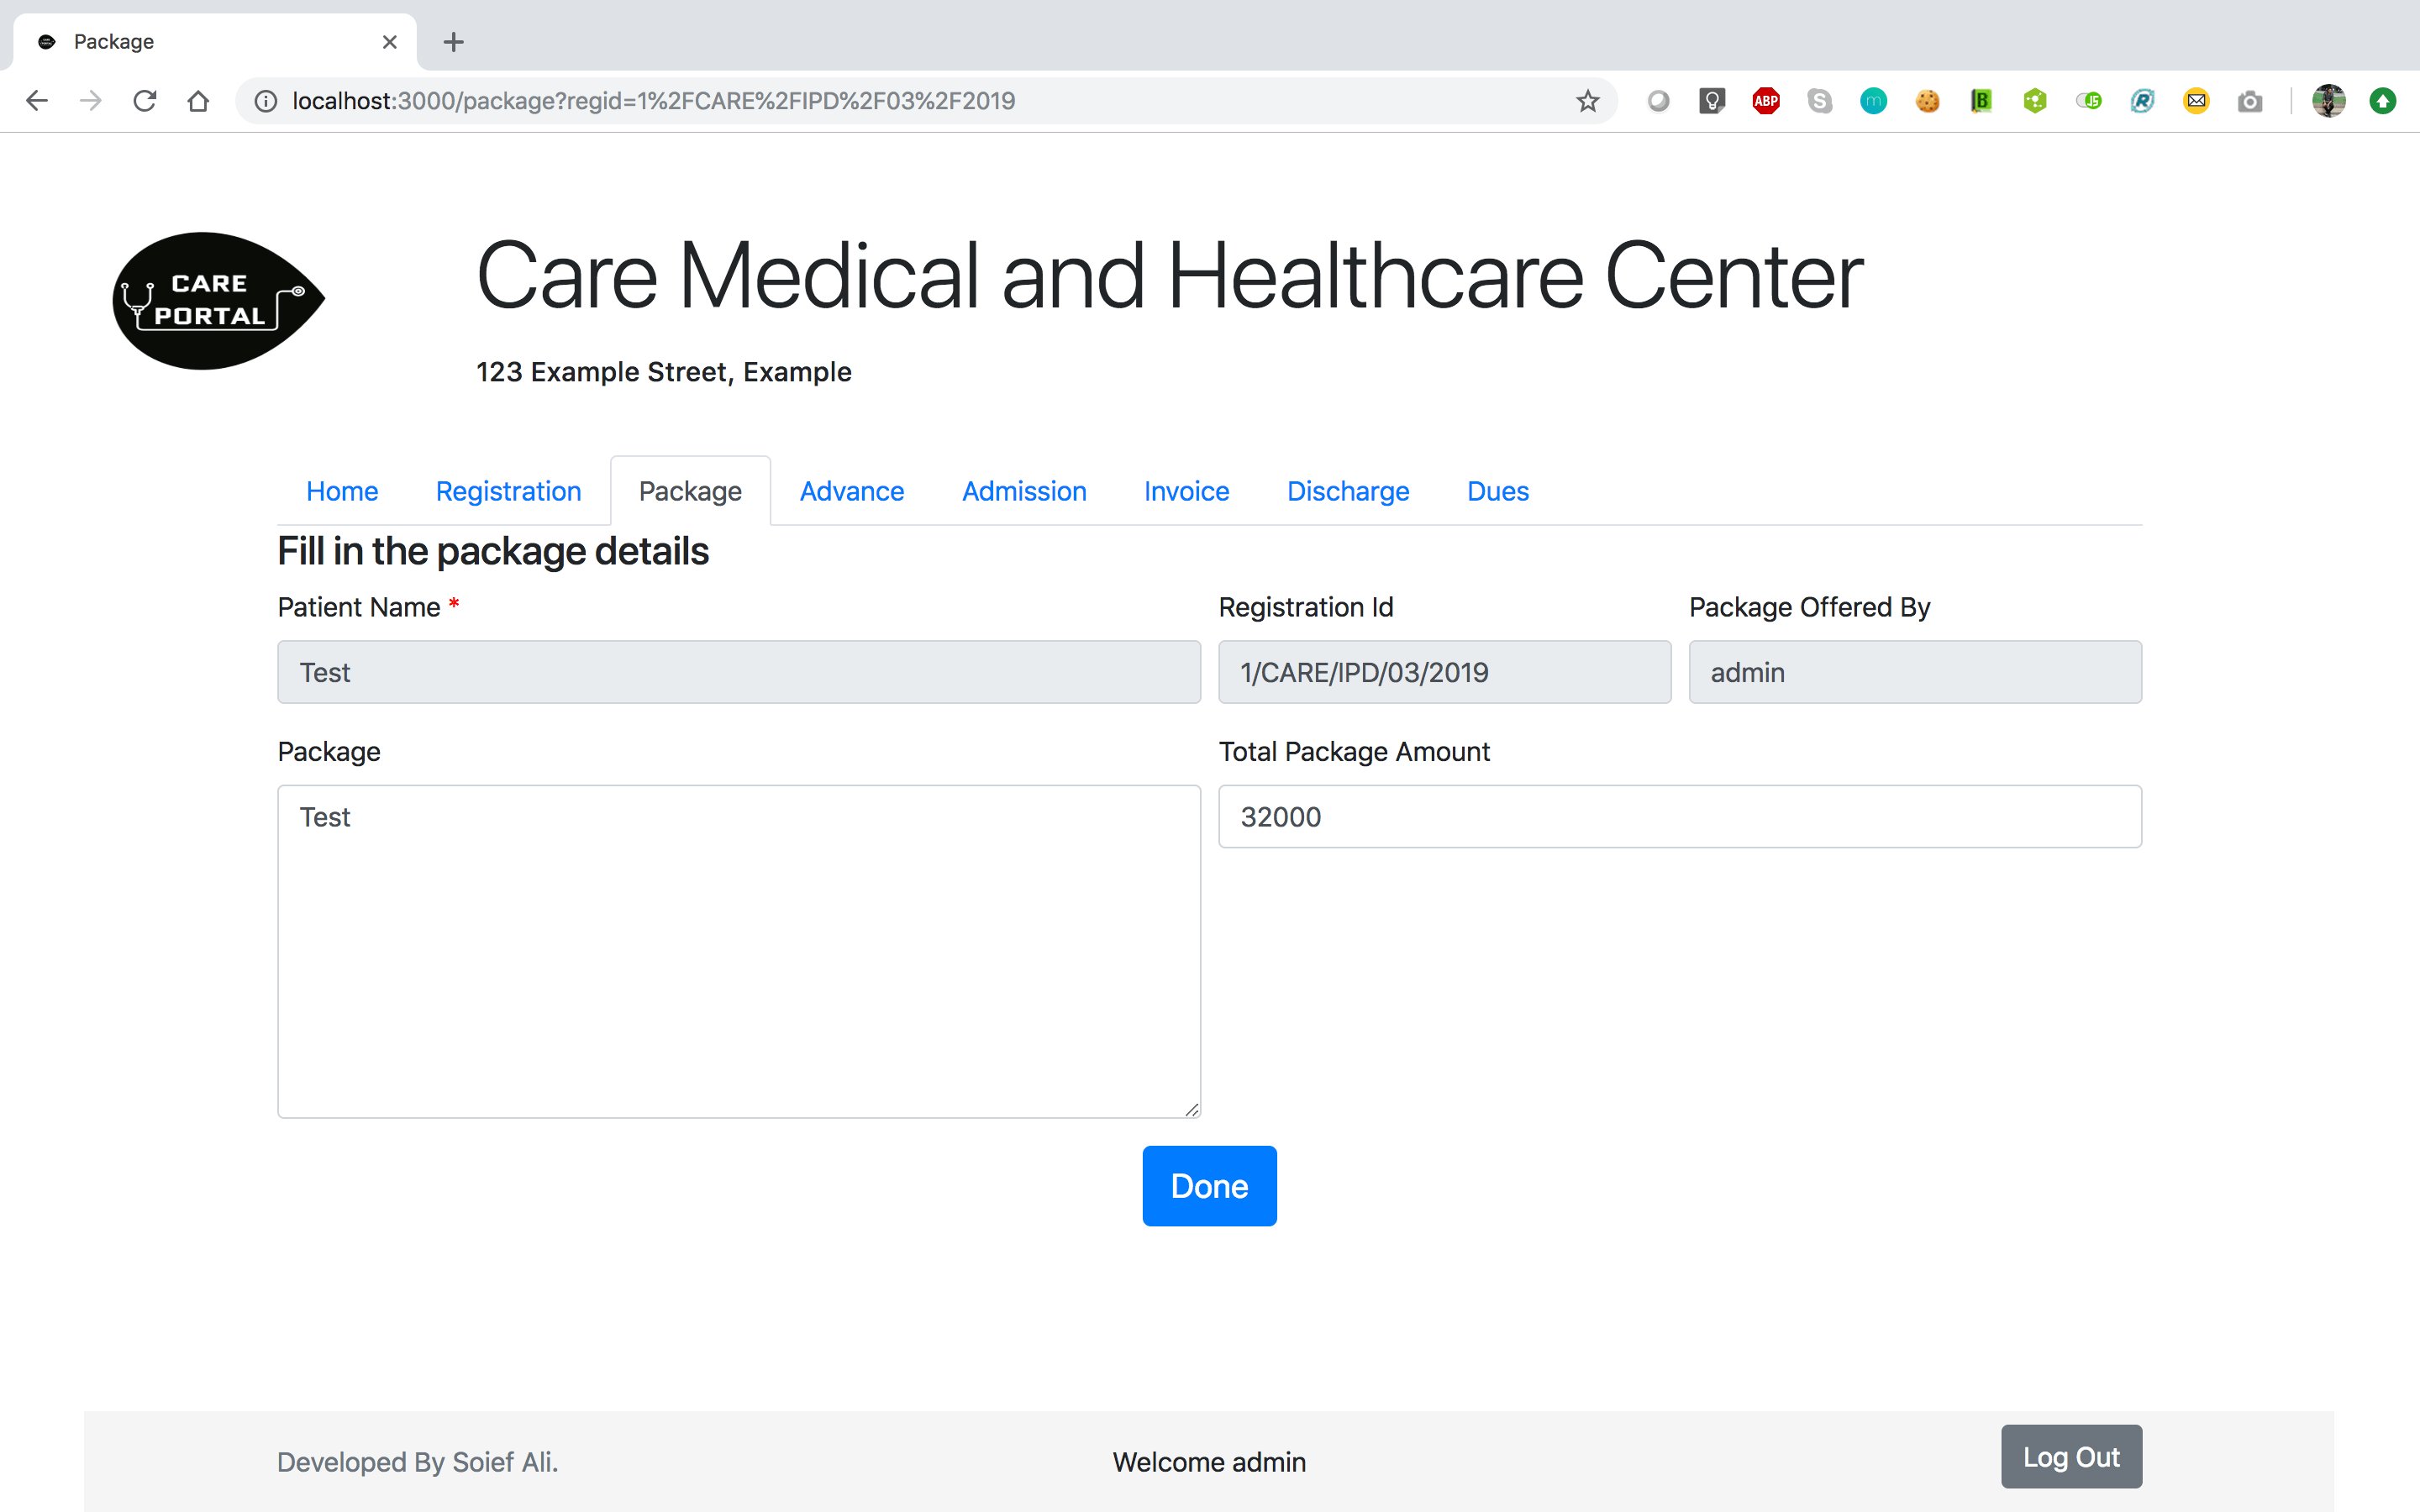 Package
localhost:3000/package?regid=1%2FCARE%2FIPD%2F03%2F2019
ABP
CARE
PORTAL
Care Medical and Healthcare Center
123 Example Street, Example
Home Registration Package Advance Admission Invoice Discharge Dues
Fill in the package details
Patient Name * Registration Id Package Offered By
Test 1/CARE/IPD/03/2019 admin
Package Total Package Amount
Test 32000
Done
Developed By Soief Ali. Welcome admin Log Out